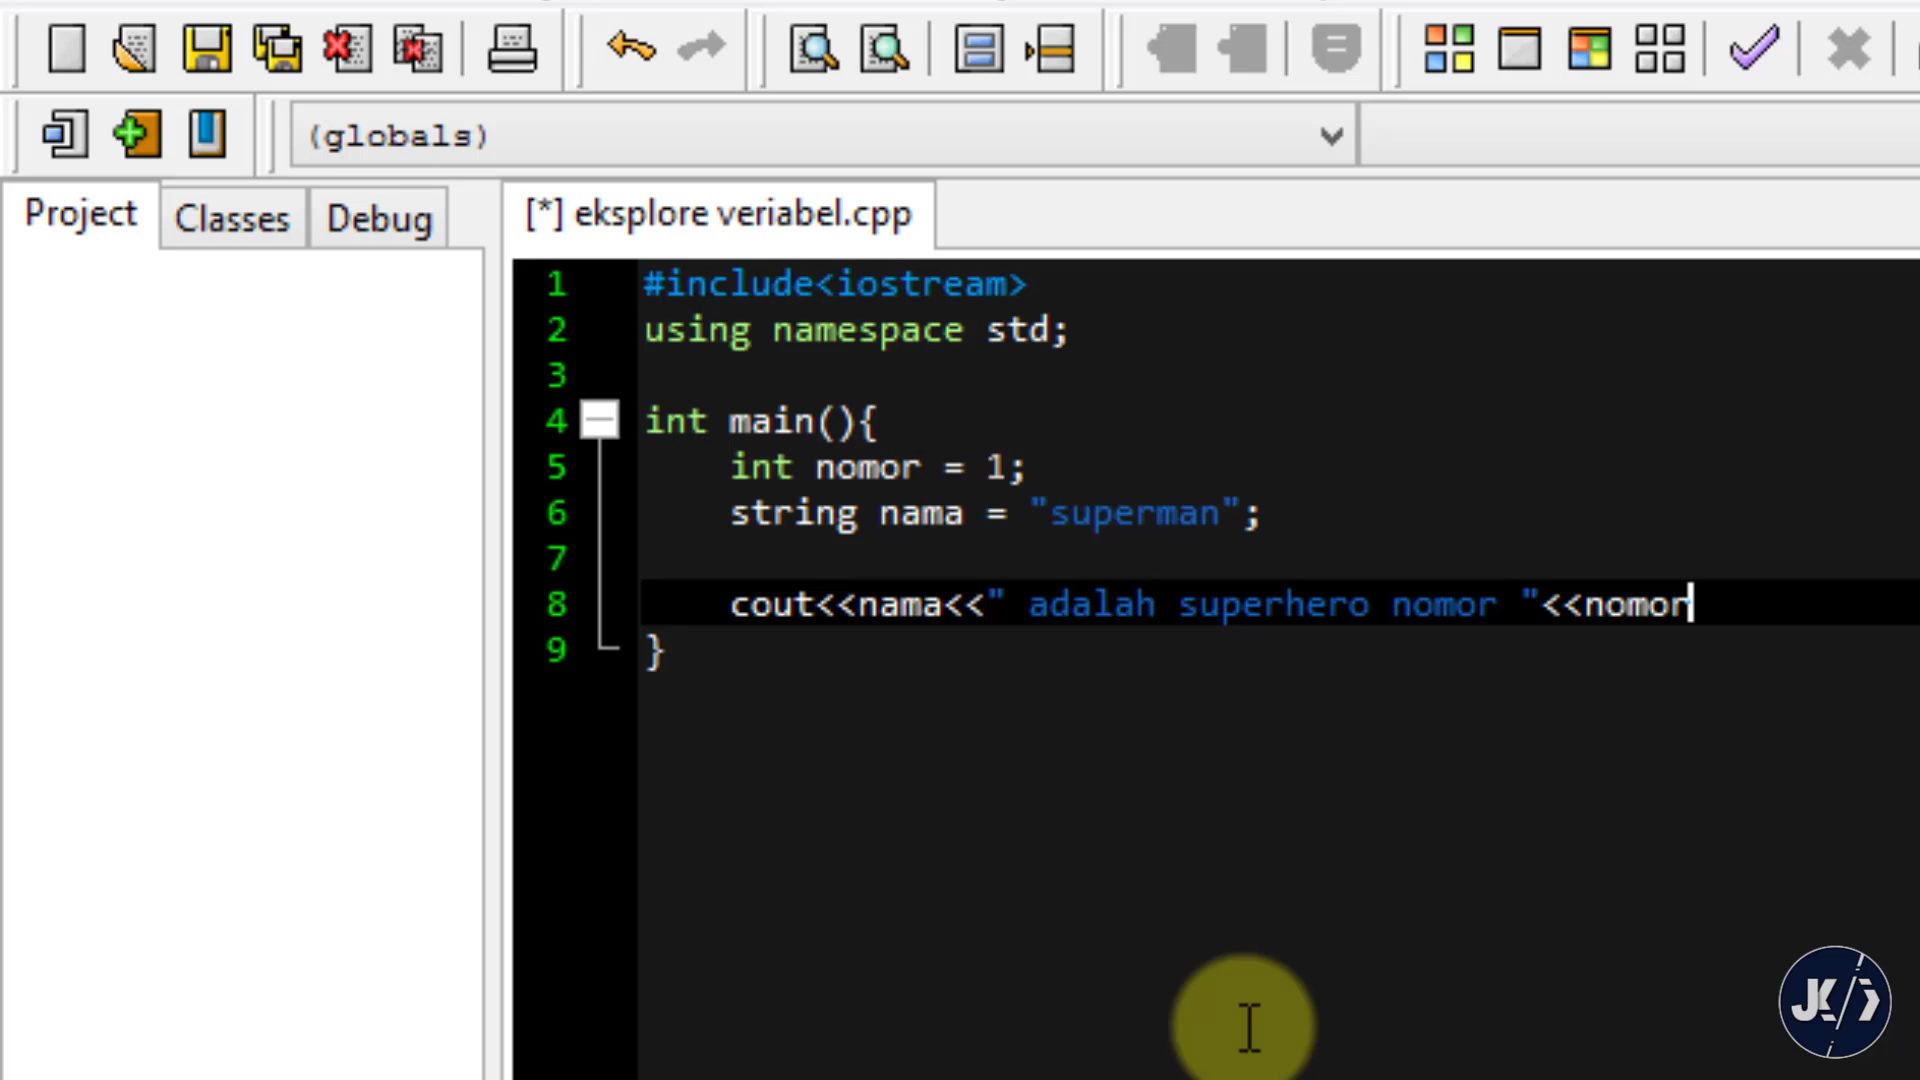 (globals)
Project
Classes
Debug
[*] eksplore veriabel.cpp
1 #include<iostream>
2 using namespace std;
3
4 int main(){
5 int nomor = 1;
6 string nama = "superman";
7
8 cout<<nama<<" adalah superhero nomor "<<nomor
9 }
JK